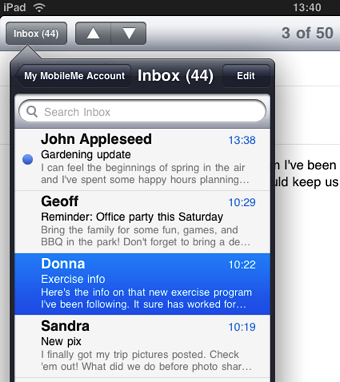 iPad 13:40
Inbox (44) 3 of 50
My MobileMe Account Inbox (44) Edit
Search Inbox
John Appleseed 13:38
Gardening update
I can feel the beginnings of spring in the air
and I've spent some happy hours planning…
m I've been
uld keep us
Geoff 10:29
Reminder: Office party this Saturday
Bring the family for some fun, games, and
BBQ in the park! Don't forget to bring a de…
Donna 10:22
Exercise info
Here's the info on that new exercise program
I've been following. It sure has worked for…
Sandra 10:19
New pix
I finally got my trip pictures posted. Check
'em out! What did we do before photo shar…